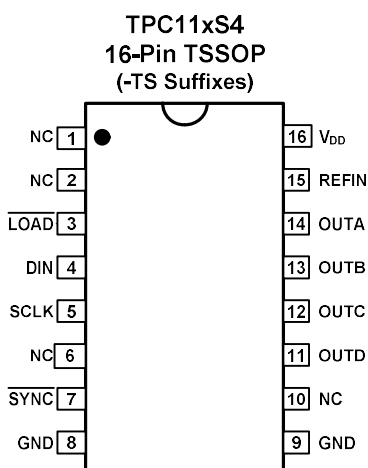 TPC11xS4
16-Pin TSSOP
(-TS Suffixes)
NC 1 16 VDD
NC 2 15 REFIN
LOAD 3 14 OUTA
DIN 4 13 OUTB
SCLK 5 12 OUTC
NC 6 11 OUTD
SYNC 7 10 NC
GND 8 9 GND